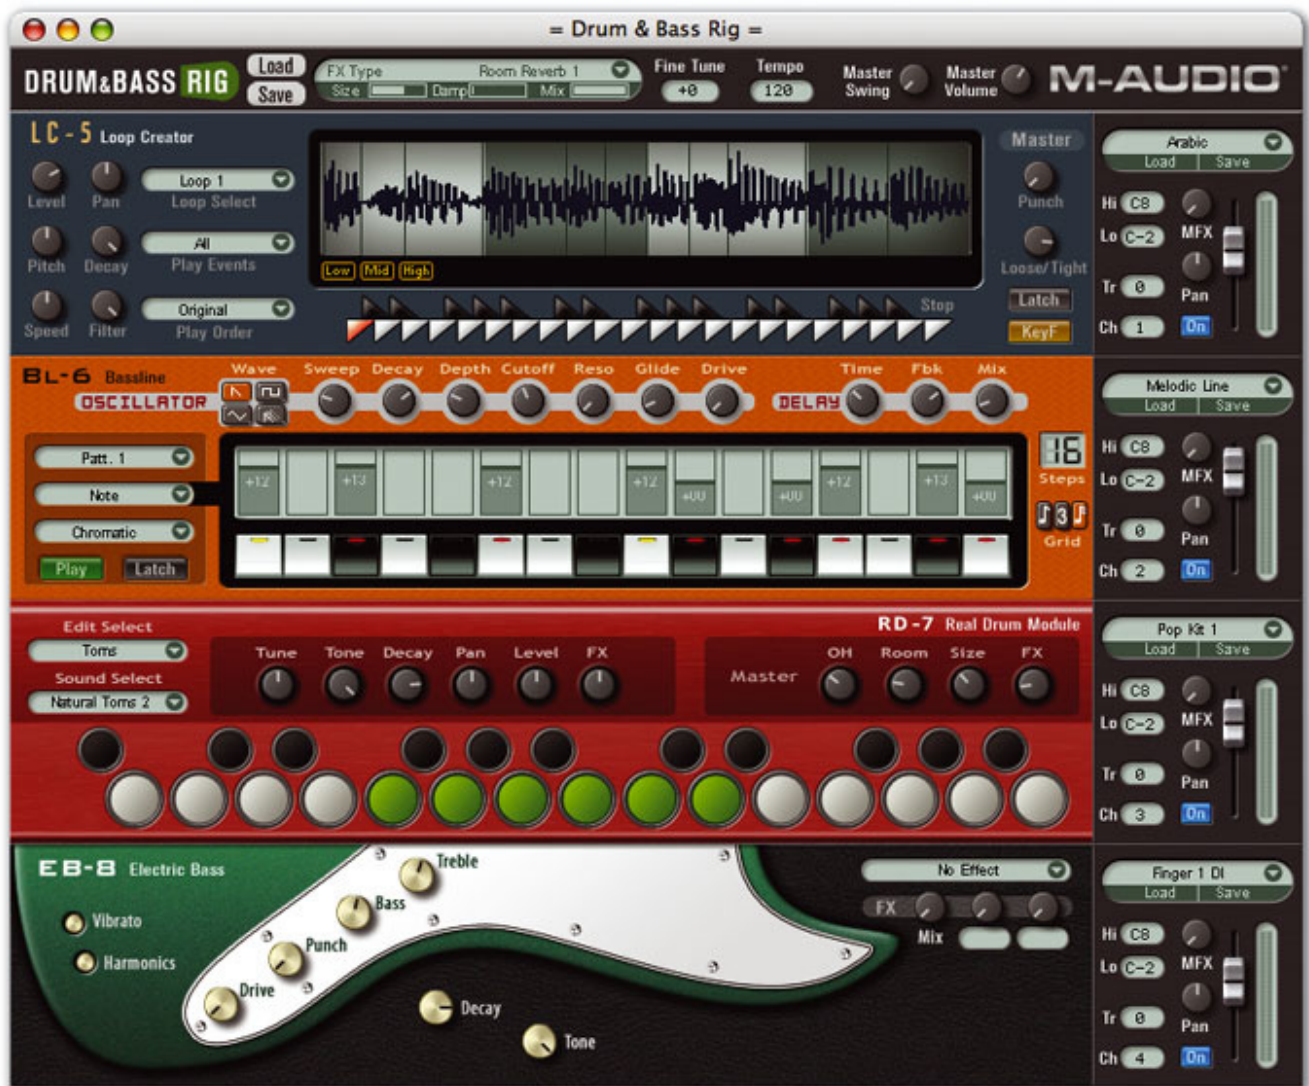 = Drum & Bass Rig =
DRUM&BASS RIG
Load
Save
FX Type Room Reverb 1
Size Damp Mix
Fine Tune
+0
Tempo
120
Master Swing
Master Volume
M-AUDIO
LC-5 Loop Creator
Level Pan
Loop 1
Loop Select
Pitch Decay
All
Play Events
Speed Filter
Original
Play Order
Low Mid High
Stop
Master
Punch
Loose/Tight
Latch
KeyF
Arabic
Load Save
Hi C8
Lo C-2 MFX
Tr 0 Pan
Ch 1 On
BL-6 Bassline
OSCILLATOR
Wave Sweep Decay Depth Cutoff Reso Glide Drive
DELAY
Time Fbk Mix
Patt. 1
Note
Chromatic
Play Latch
+12 +13 +12 +12 +00 +00 +12 +13 +00
16
Steps
3
Grid
Melodic Line
Load Save
Hi C8
Lo C-2 MFX
Tr 0 Pan
Ch 2 On
RD-7 Real Drum Module
Edit Select
Toms
Sound Select
Natural Toms 2
Tune Tone Decay Pan Level FX
Master
OH Room Size FX
Pop Kit 1
Load Save
Hi C8
Lo C-2 MFX
Tr 0 Pan
Ch 3 On
EB-8 Electric Bass
Vibrato
Harmonics
Treble
Bass
Punch
Drive
Decay
Tone
No Effect
FX
Mix
Finger 1 DI
Load Save
Hi C8
Lo C-2 MFX
Tr 0 Pan
Ch 4 On